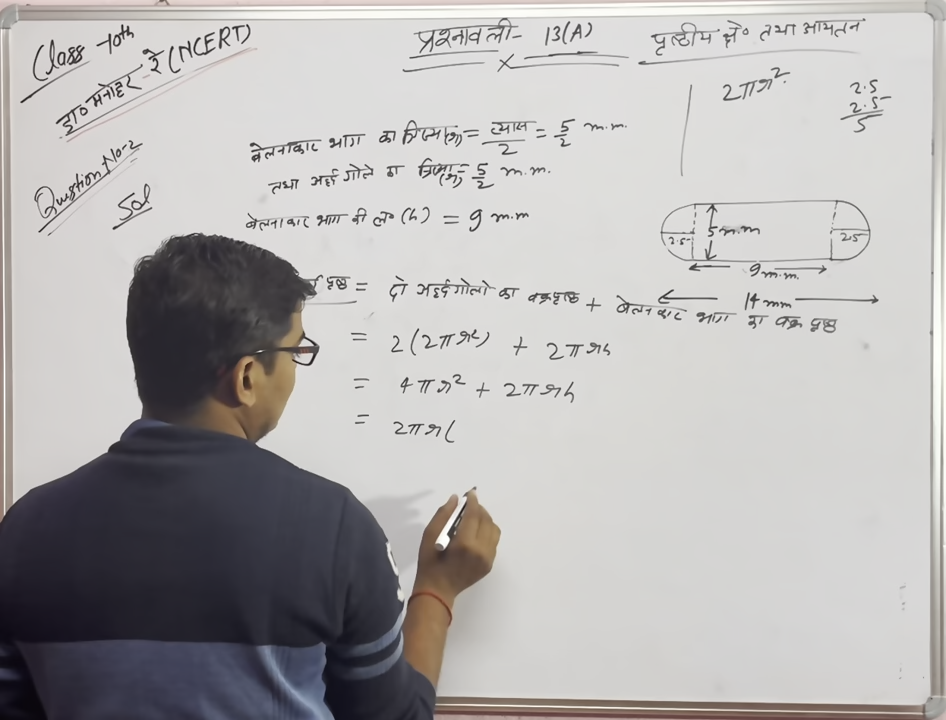 Class - 10th
डा० मनोहर रे (NCERT)
प्रश्नावली - 13(A)
×
पृष्ठीय क्षे० तथा आयतन
2πr²
2.5
2.5
5
Question No-2
Sol
बेलनाकार भाग का त्रिज्या(r) = व्यास/2 = 5/2 m.m.
तथा अर्द्ध गोले का त्रिज्या(r) = 5/2 m.m.
बेलनाकार भाग की ल० (h) = 9 m.m
2.5
5 m.m
2.5
9 m.m.
14 mm
पृष्ठ = दो अर्द्धगोलो का वक्रपृष्ठ + बेलनाकार भाग का वक्र पृष्ठ
= 2(2πr²) + 2πrh
= 4πr² + 2πrh
= 2πr(